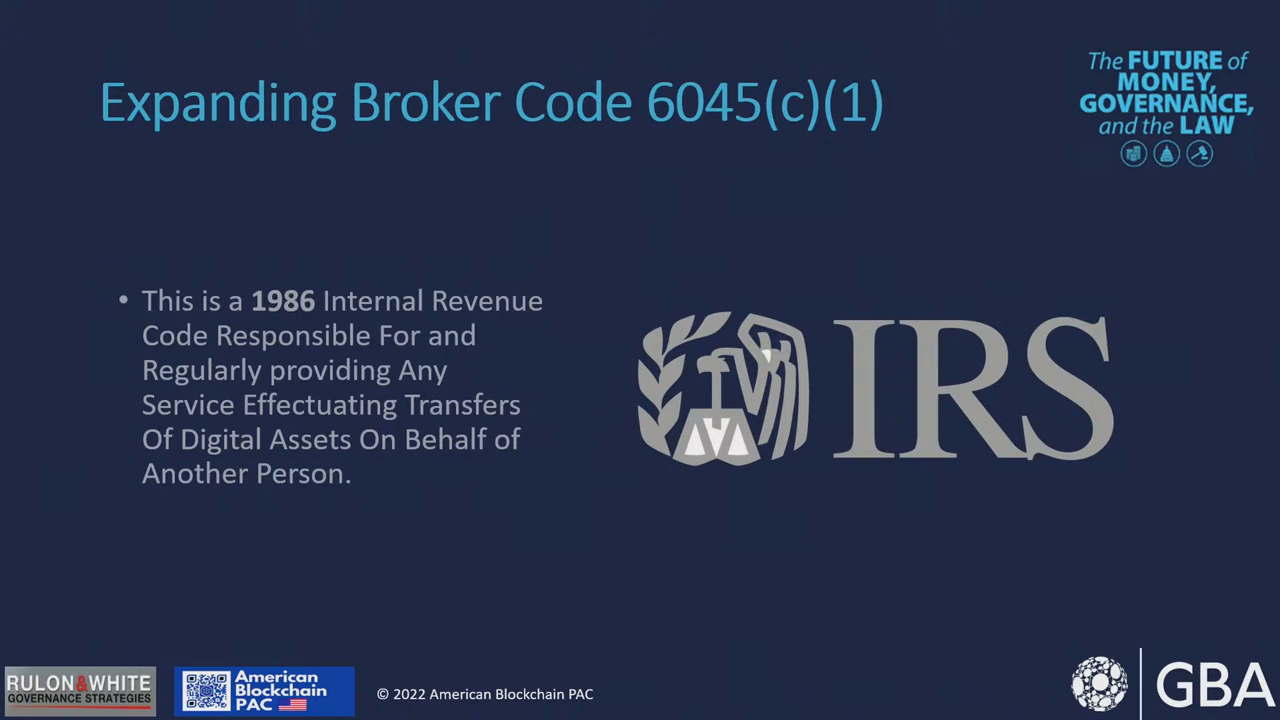 Expanding Broker Code 6045(c)(1)
The FUTURE of
MONEY,
GOVERNANCE,
and the LAW
• This is a 1986 Internal Revenue
Code Responsible For and
Regularly providing Any
Service Effectuating Transfers
Of Digital Assets On Behalf of
Another Person.
IRS
RULON&WHITE
GOVERNANCE STRATEGIES
American
Blockchain
PAC
© 2022 American Blockchain PAC
GBA